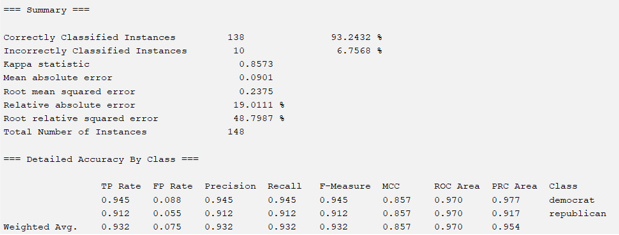 === Summary ===
Correctly Classified Instances 138 93.2432 %
Incorrectly Classified Instances 10 6.7568 %
Kappa statistic 0.8573
Mean absolute error 0.0901
Root mean squared error 0.2375
Relative absolute error 19.0111 %
Root relative squared error 48.7987 %
Total Number of Instances 148
=== Detailed Accuracy By Class ===
TP Rate FP Rate Precision Recall F-Measure MCC ROC Area PRC Area Class
0.945 0.088 0.945 0.945 0.945 0.857 0.970 0.977 democrat
0.912 0.055 0.912 0.912 0.912 0.857 0.970 0.917 republican
Weighted Avg. 0.932 0.075 0.932 0.932 0.932 0.857 0.970 0.954